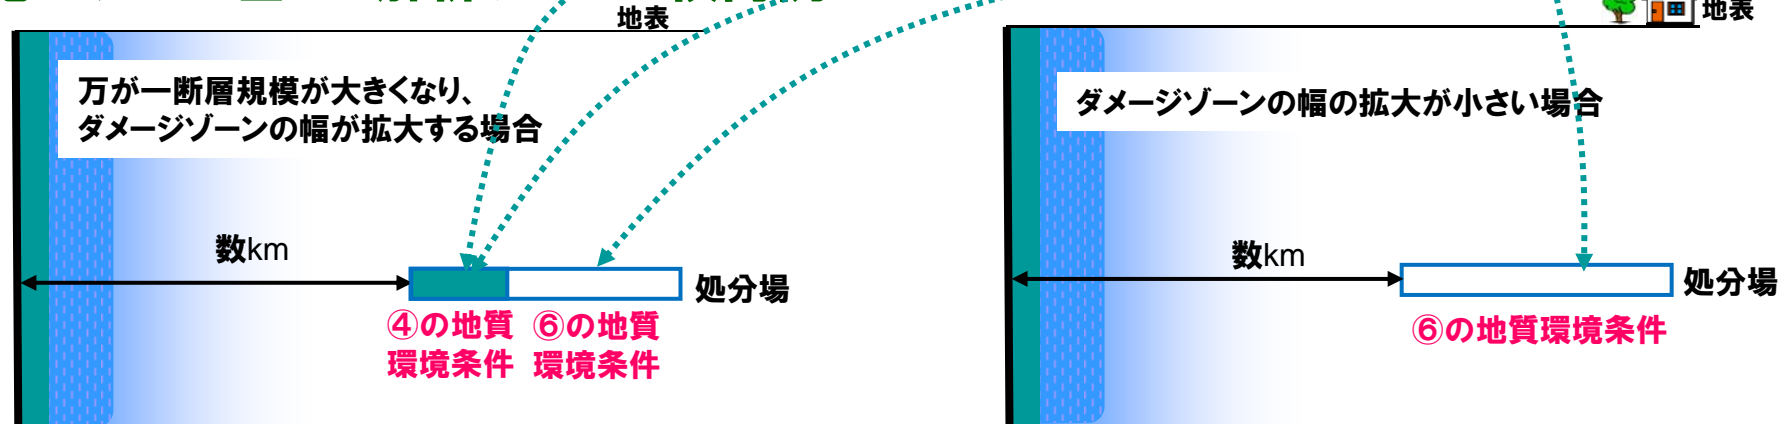 地表
万が一断層規模が大きくなり、
ダメージゾーンの幅が拡大する場合
数km
処分場
④の地質
環境条件
⑥の地質
環境条件
地表
ダメージゾーンの幅の拡大が小さい場合
数km
処分場
⑥の地質環境条件